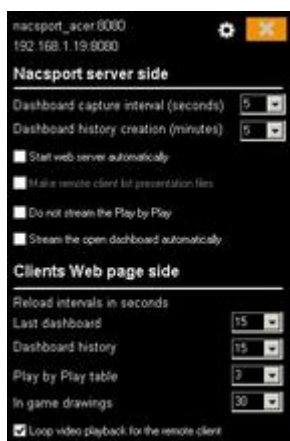 nacsport_acer:8080
192.168.1.19:8080
Nacsport server side
Dashboard capture interval (seconds) 5
Dashboard history creation (minutes) 5
Start web server automatically
Make remote client list presentation files
Do not stream the Play by Play
Stream the open dashboard automatically
Clients Web page side
Reload intervals in seconds
Last dashboard 15
Dashboard history 15
Play by Play table 3
In game drawings 30
Loop video playback for the remote client